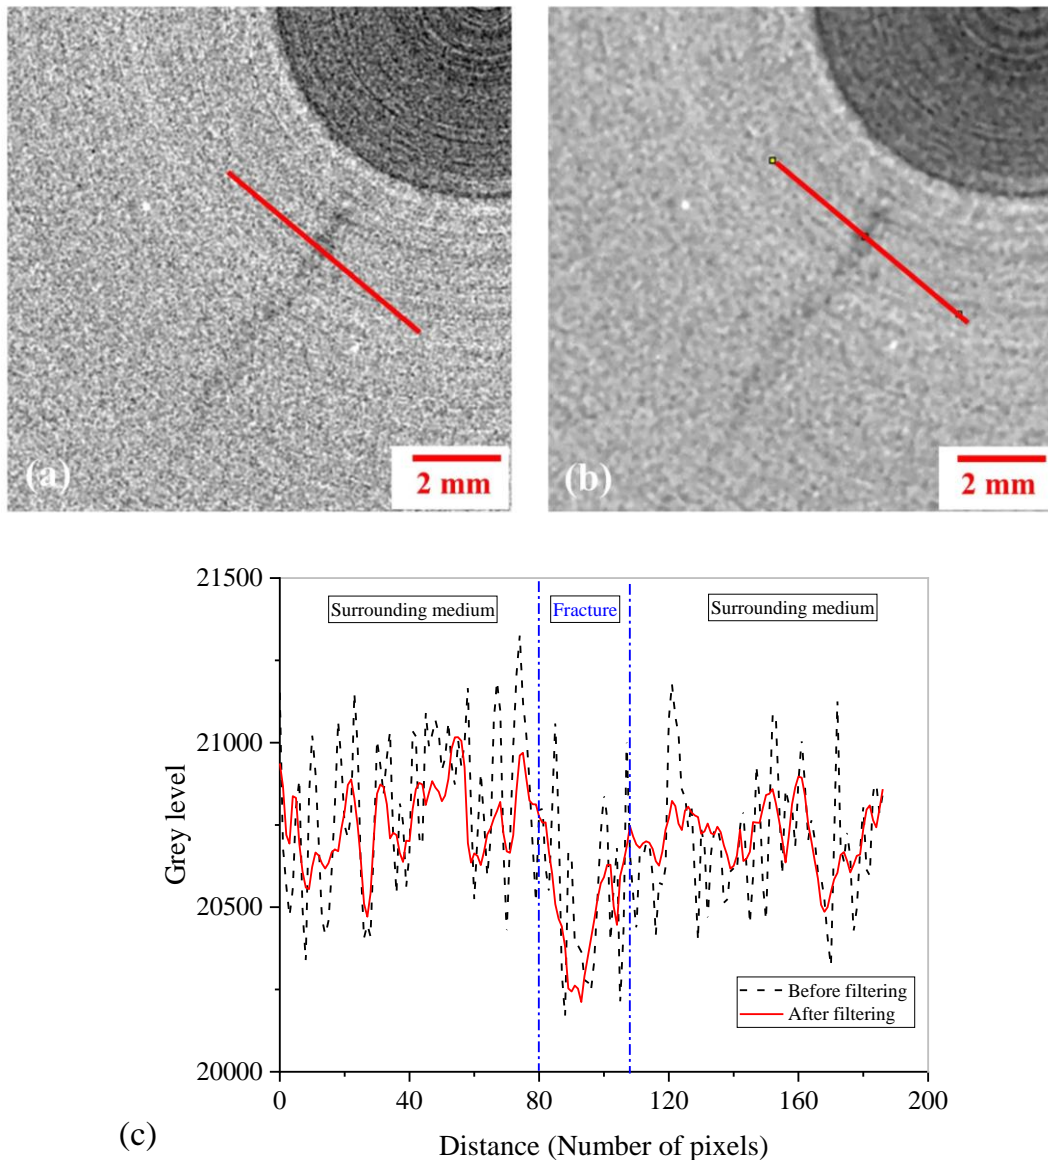 (a)
2 mm
(b)
2 mm
21500
21000
20500
20000
Grey level
Surrounding medium
Fracture
Surrounding medium
Before filtering
After filtering
0
40
80
120
160
200
(c)
Distance (Number of pixels)